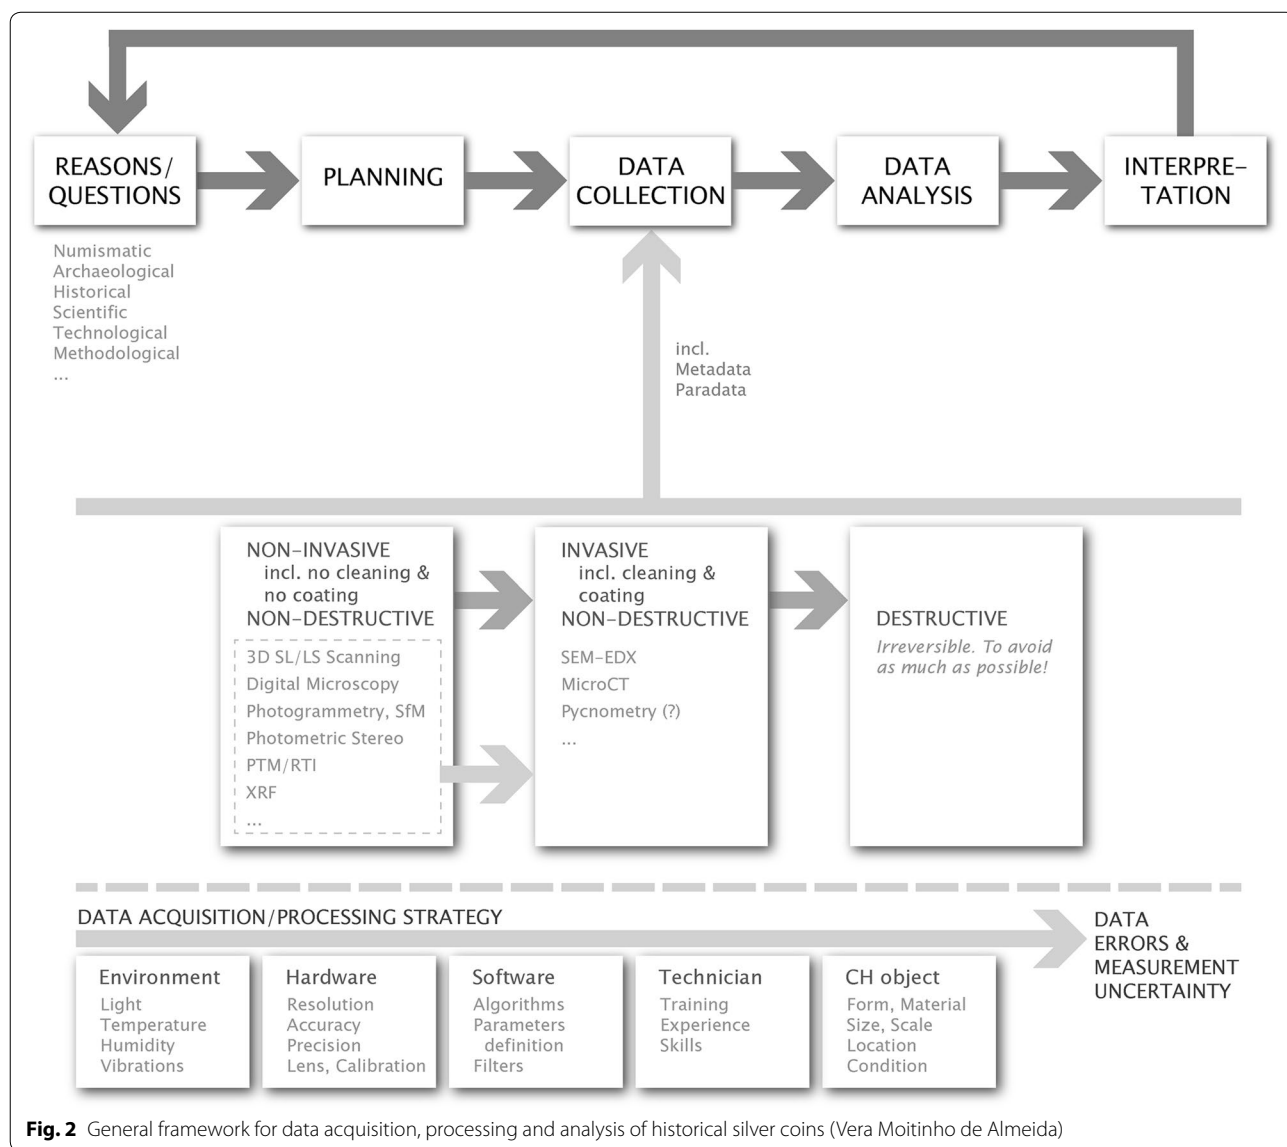 REASONS/
QUESTIONS
PLANNING
DATA
COLLECTION
DATA
ANALYSIS
INTERPRE-
TATION
Numismatic
Archaeological
Historical
Scientific
Technological
Methodological
...
incl.
Metadata
Paradata
NON-INVASIVE
incl. no cleaning &
no coating
NON-DESTRUCTIVE
3D SL/LS Scanning
Digital Microscopy
Photogrammetry, SfM
Photometric Stereo
PTM/RTI
XRF
...
INVASIVE
incl. cleaning &
coating
NON-DESTRUCTIVE
SEM-EDX
MicroCT
Pycnometry (?)
...
DESTRUCTIVE
Irreversible. To avoid
as much as possible!
DATA ACQUISITION/PROCESSING STRATEGY
DATA
ERRORS &
MEASUREMENT
UNCERTAINTY
Environment
Light
Temperature
Humidity
Vibrations
Hardware
Resolution
Accuracy
Precision
Lens, Calibration
Software
Algorithms
Parameters
definition
Filters
Technician
Training
Experience
Skills
CH object
Form, Material
Size, Scale
Location
Condition
Fig. 2 General framework for data acquisition, processing and analysis of historical silver coins (Vera Moitinho de Almeida)